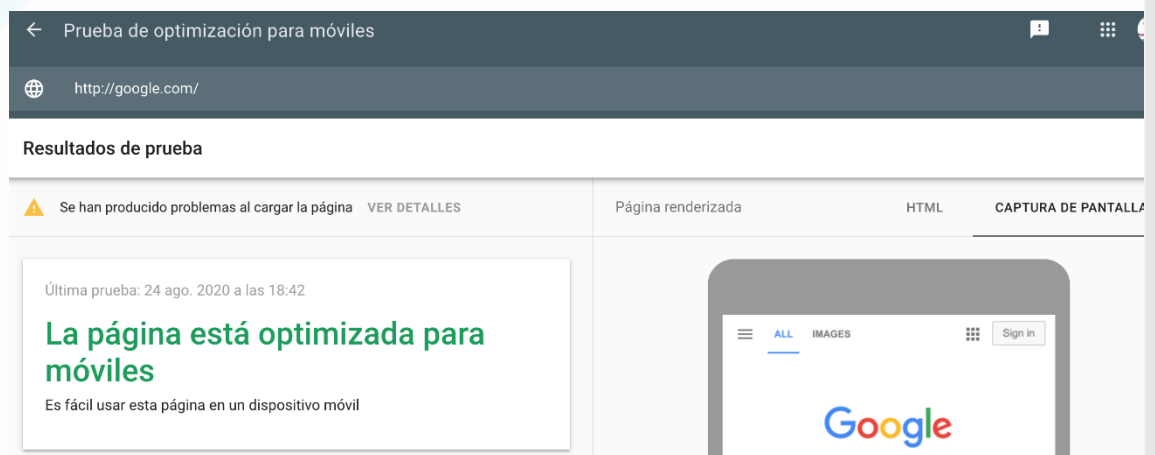 Prueba de optimización para móviles
http://google.com/
Resultados de prueba
Se han producido problemas al cargar la página VER DETALLES
Página renderizada HTML CAPTURA DE PANTALLA
Última prueba: 24 ago. 2020 a las 18:42
La página está optimizada para
móviles
Es fácil usar esta página en un dispositivo móvil
ALL IMAGES Sign in
Google